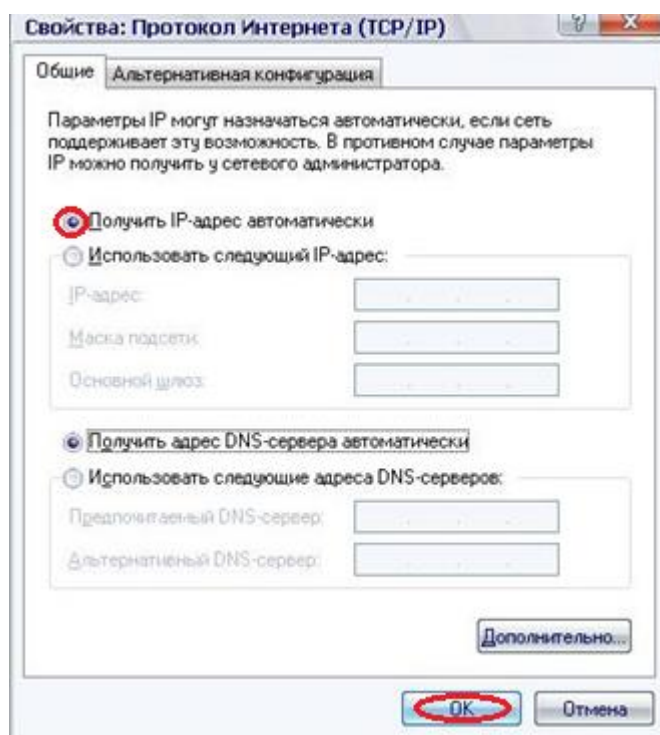 Свойства: Протокол Интернета (TCP/IP)
Общие
Альтернативная конфигурация
Параметры IP могут назначаться автоматически, если сеть
поддерживает эту возможность. В противном случае параметры
IP можно получить у сетевого администратора.
Получить IP-адрес автоматически
Использовать следующий IP-адрес:
IP-адрес:
Маска подсети:
Основной шлюз:
Получить адрес DNS-сервера автоматически
Использовать следующие адреса DNS-серверов:
Предпочитаемый DNS-сервер:
Альтернативный DNS-сервер:
Дополнительно...
OK
Отмена